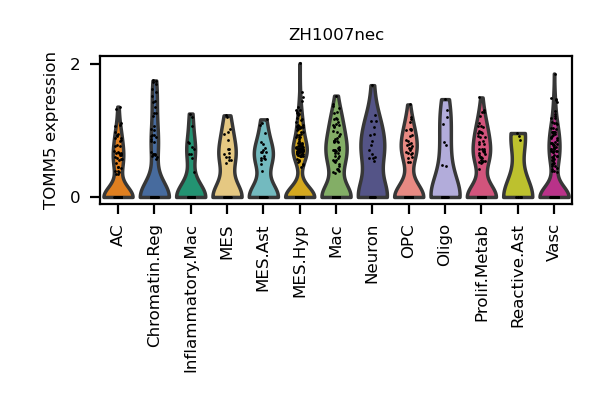 ZH1007nec
TOMM5 expression
2
0
AC
Chromatin.Reg
Inflammatory.Mac
MES
MES.Ast
MES.Hyp
Mac
Neuron
OPC
Oligo
Prolif.Metab
Reactive.Ast
Vasc